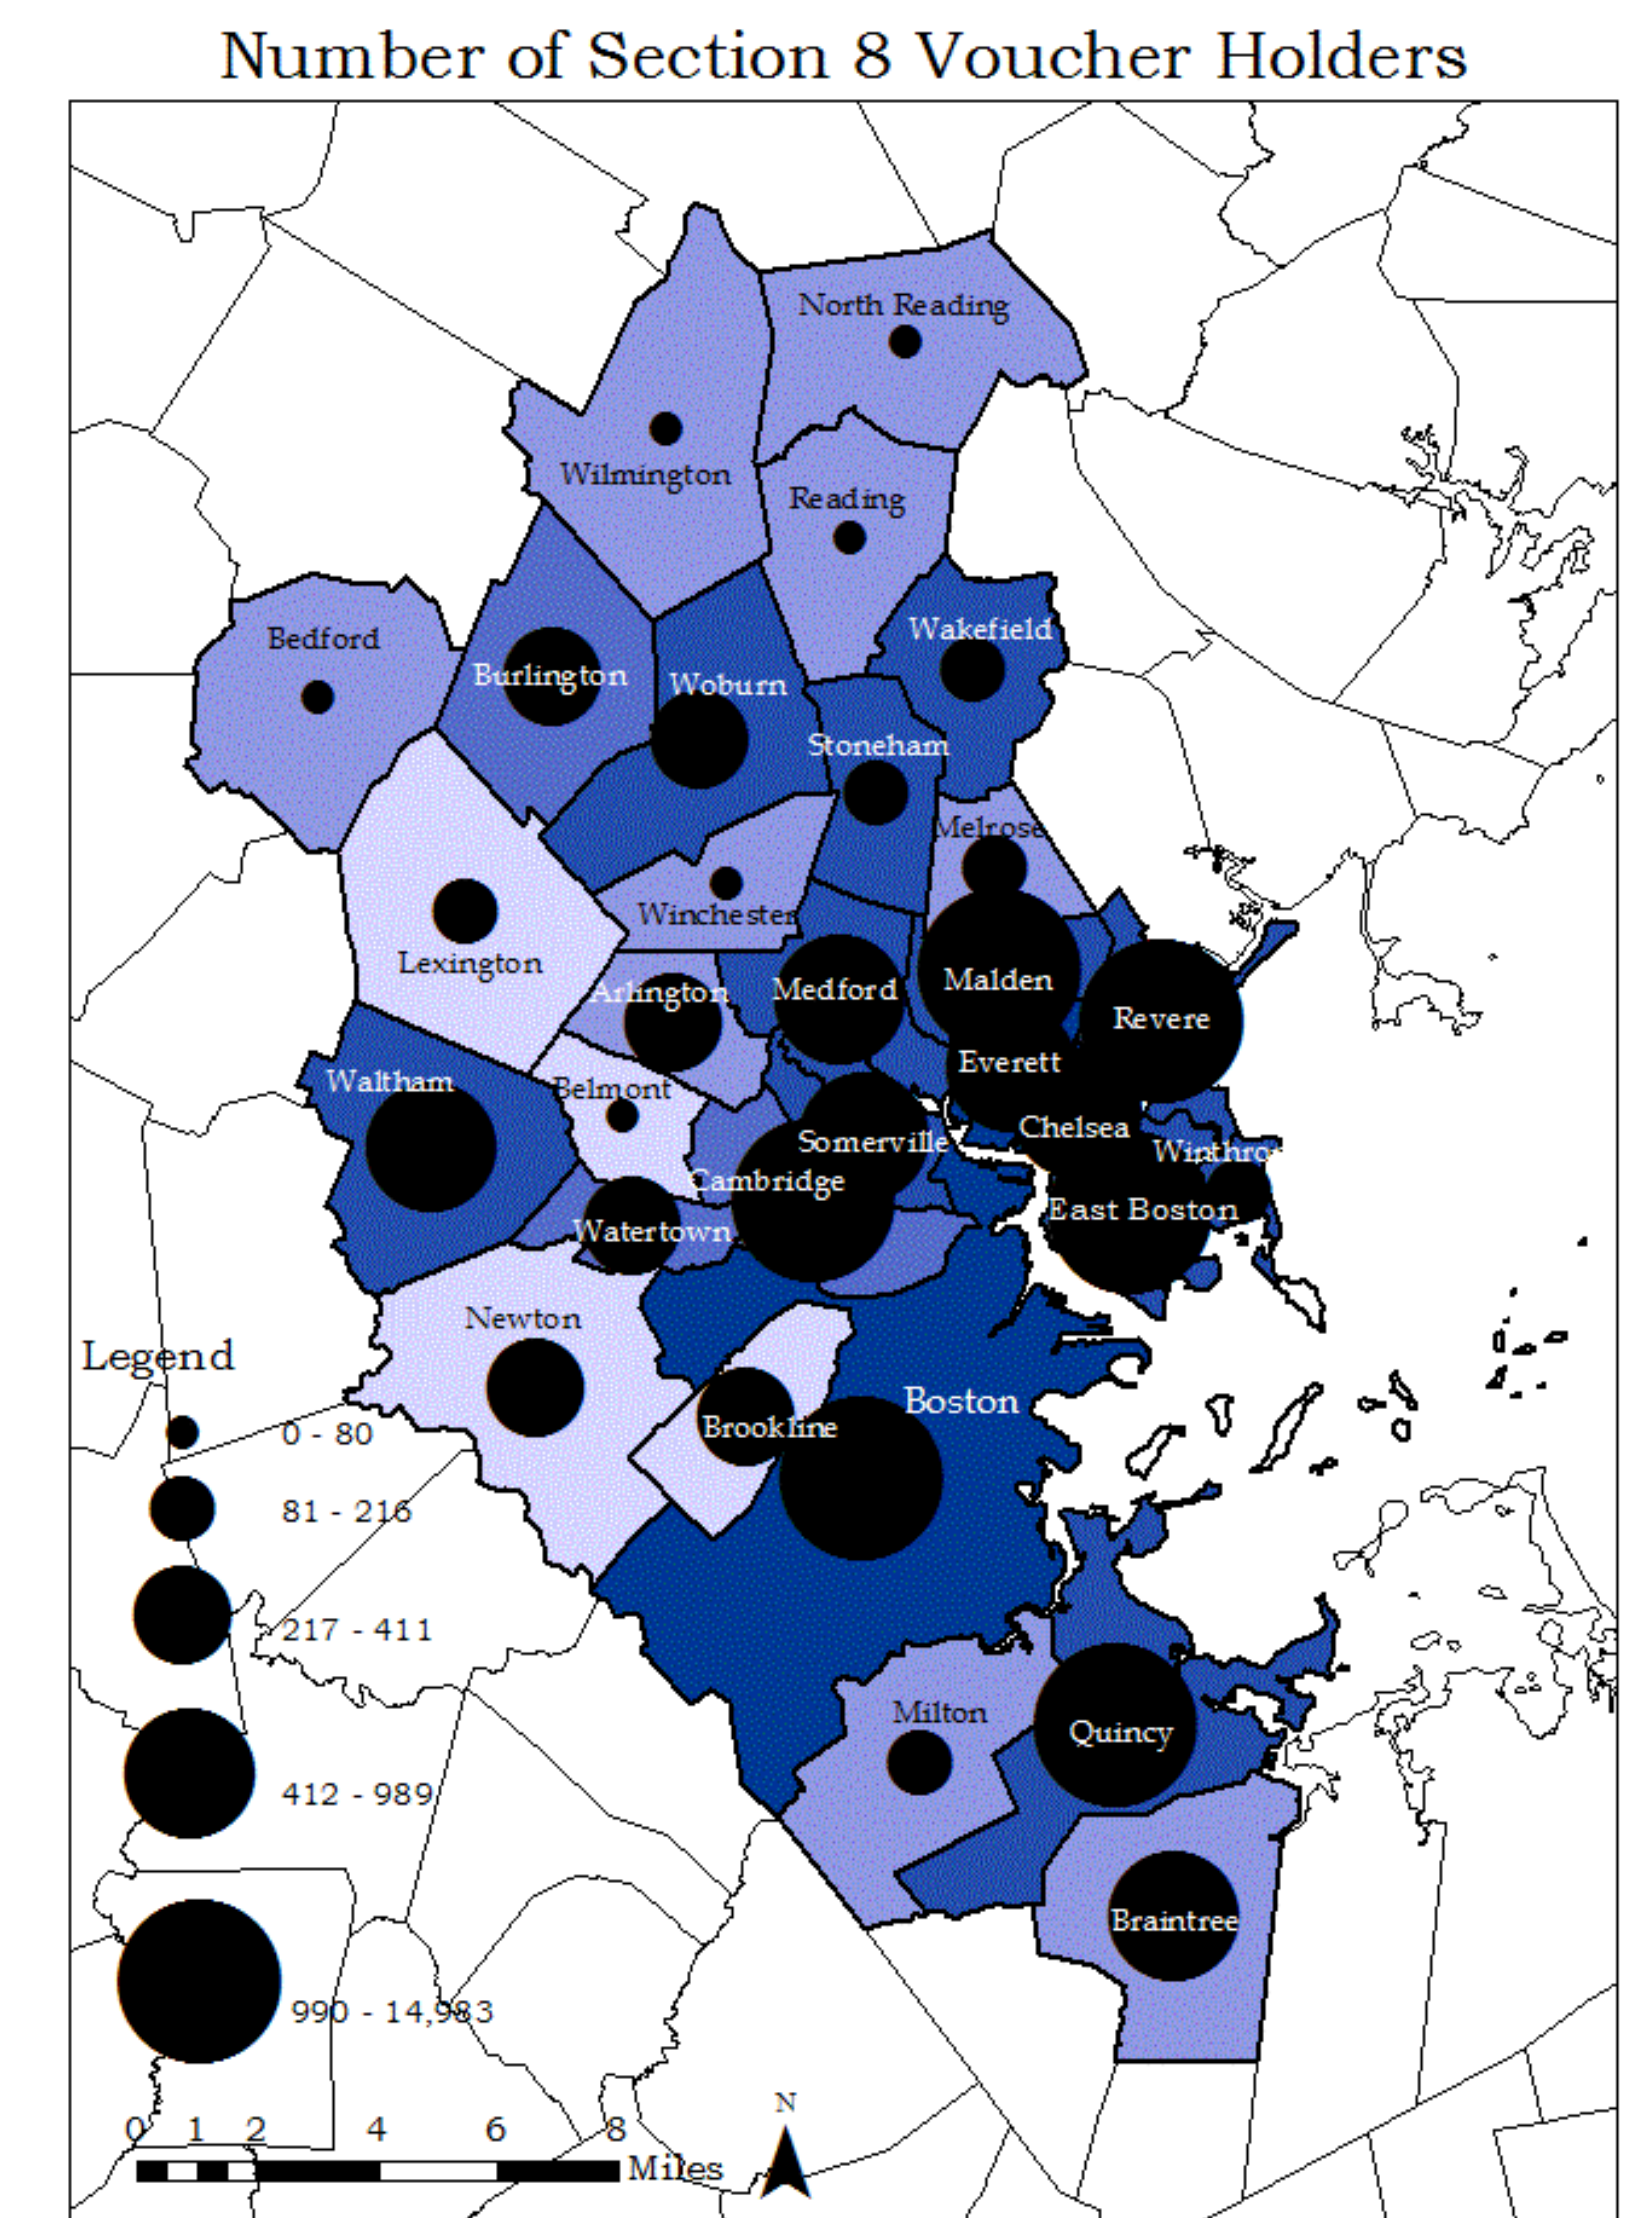 Number of Section 8 Voucher Holders
North Reading
Wilmington
Reading
Bedford
Wakefield
Burlington
Woburn
Stoneham
Melrose
Winchester
Lexington
Arlington
Medford
Malden
Revere
Everett
Waltham
Belmont
Chelsea
Somerville
Winthro
Cambridge
East Boston
Watertown
Newton
Legend
Boston
Brookline
0 - 80
81 - 216
217 - 411
Milton
Quincy
412 - 989
Braintree
990 - 14,983
N
0 1 2 4 6 8
Miles